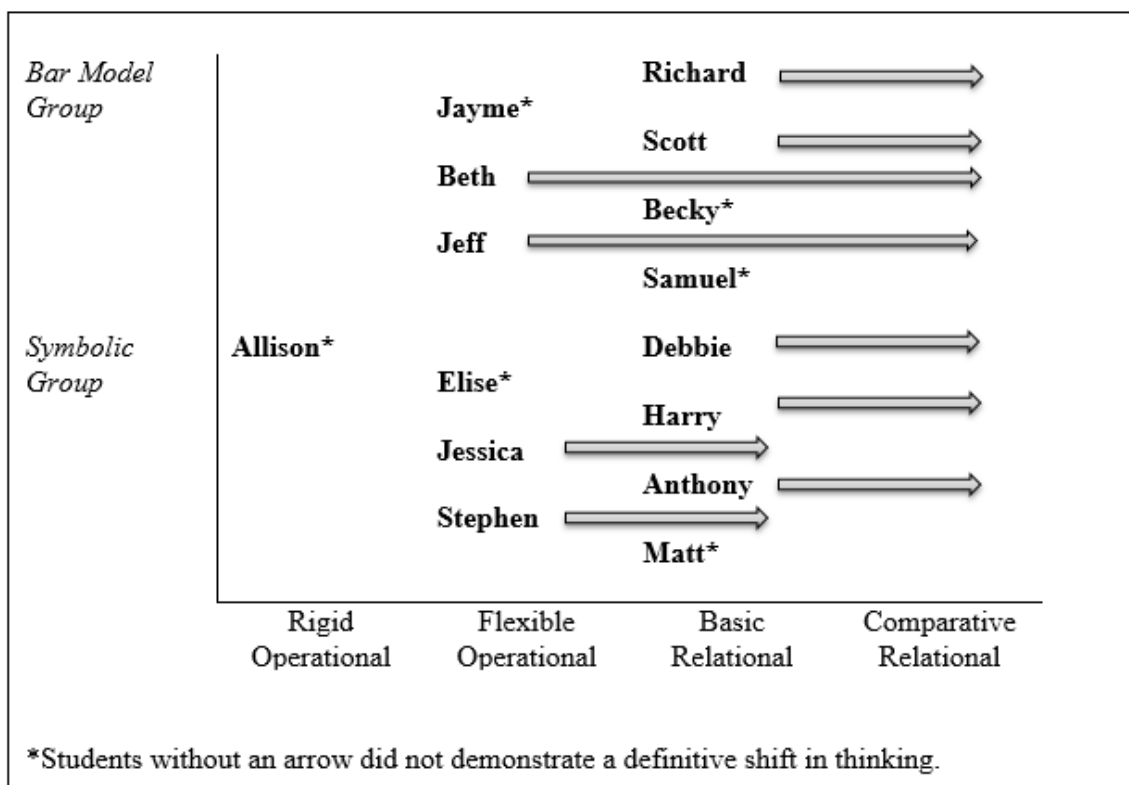 Bar Model
Group
Richard
Jayme*
Scott
Beth
Becky*
Jeff
Samuel*
Symbolic
Group
Allison*
Debbie
Elise*
Harry
Jessica
Anthony
Stephen
Matt*
Rigid
Operational
Flexible
Operational
Basic
Relational
Comparative
Relational
*Students without an arrow did not demonstrate a definitive shift in thinking.